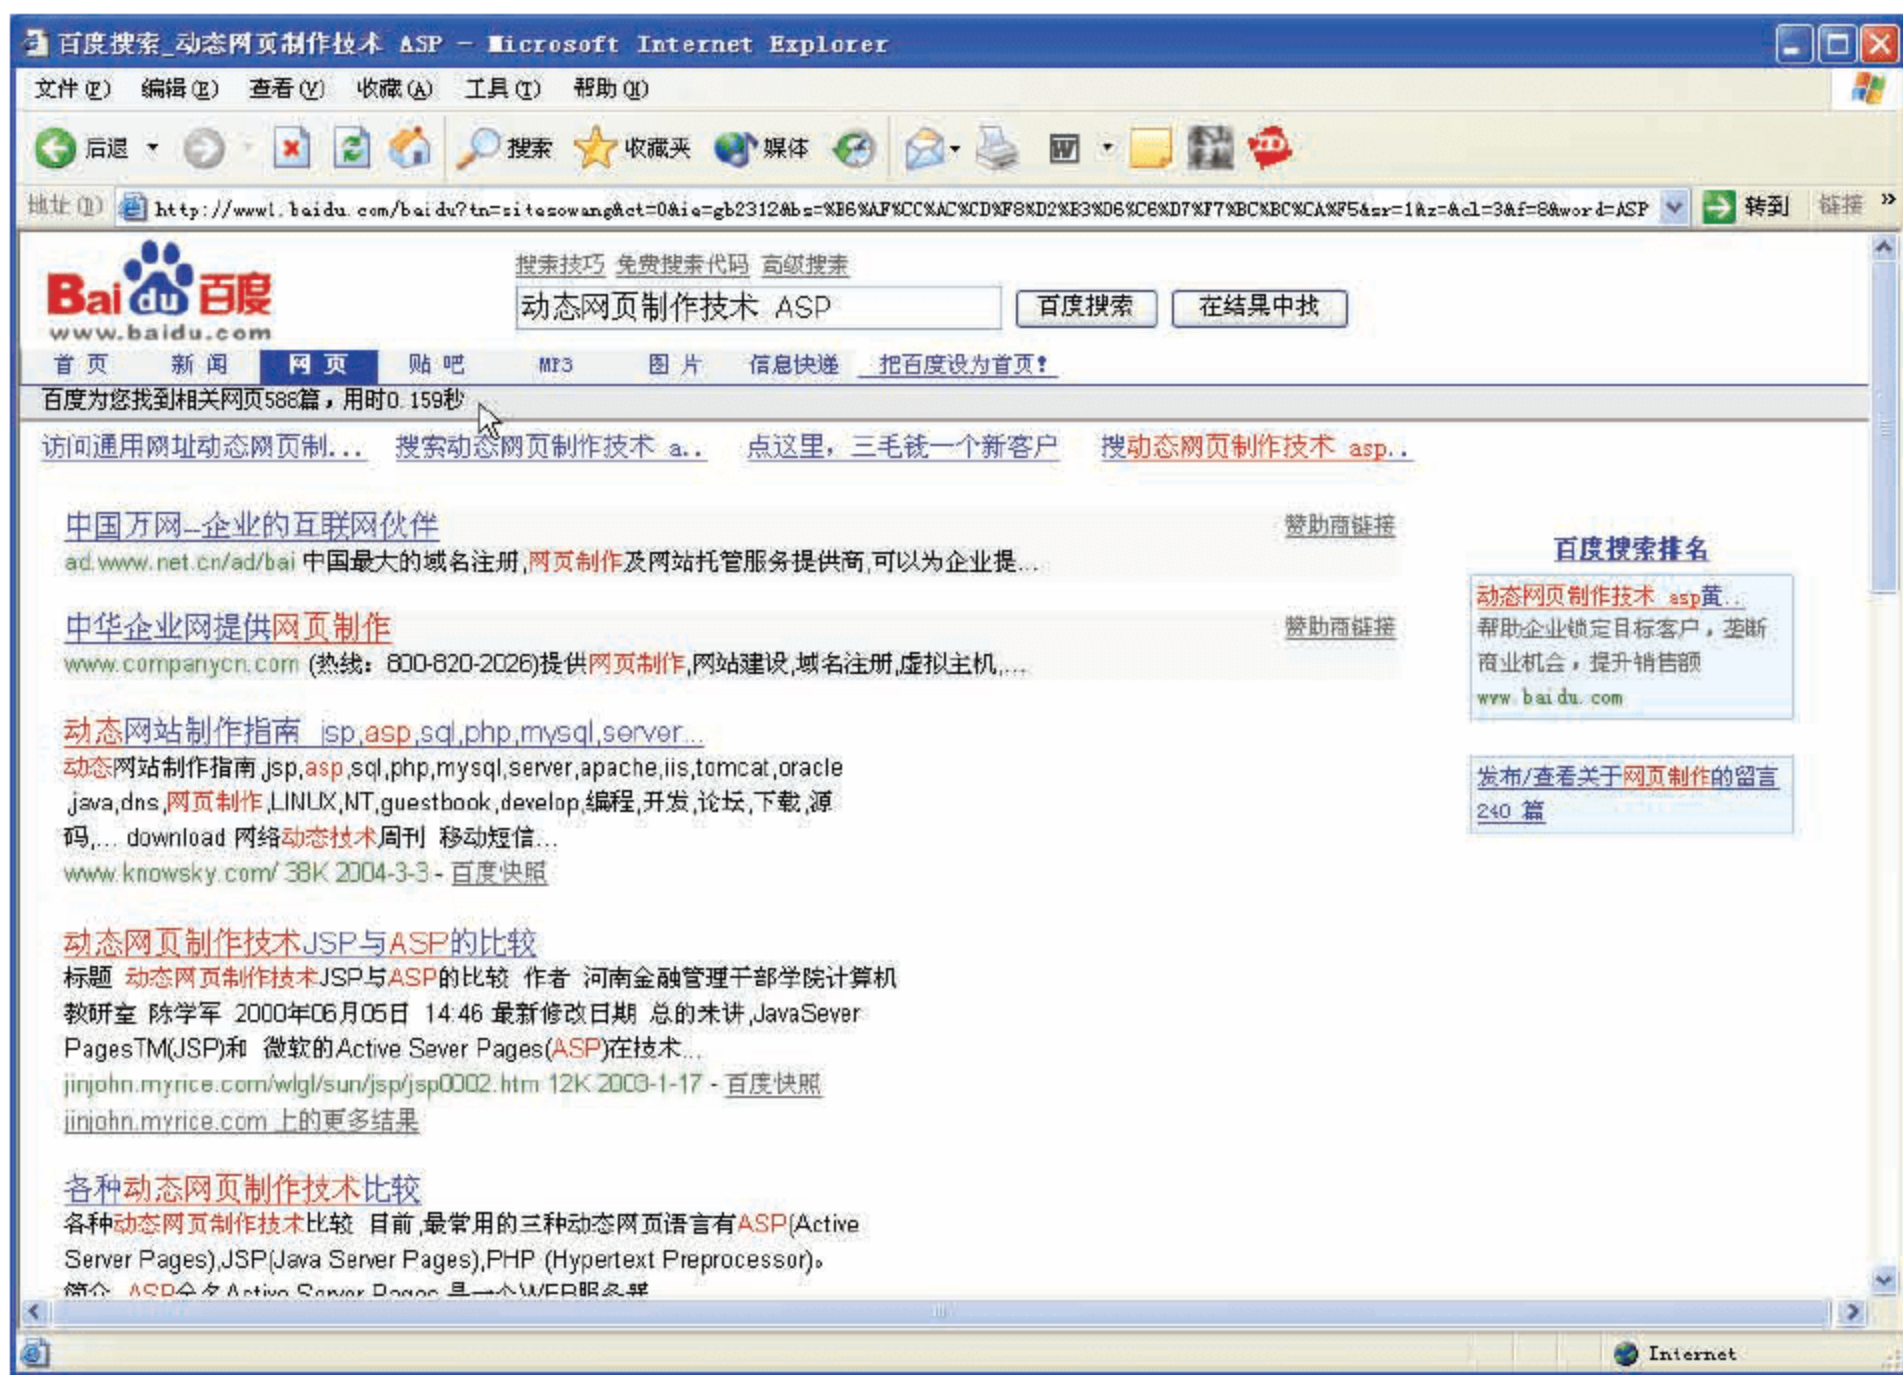 百度搜索_动态网页制作技术 ASP - Microsoft Internet Explorer
文件(F) 编辑(E) 查看(V) 收藏(A) 工具(T) 帮助(H)
后退 搜索 收藏夹 媒体
地址(D) http://www1.baidu.com/baidu?tn=sitesowang&ct=0&ie=gb2312&bs=%B6%AF%CC%AC%CD%F8%D2%B3%D6%C6%D7%F7%BC%BC%CA%F5&sr=1&z=&cl=3&f=8&word=ASP 转到 链接 »
搜索技巧 免费搜索代码 高级搜索
Bai du 百度
动态网页制作技术 ASP 百度搜索 在结果中找
www.baidu.com
首页 新闻 网页 贴吧 MP3 图片 信息快递 把百度设为首页!
百度为您找到相关网页588篇，用时0.159秒
访问通用网址动态网页制... 搜索动态网页制作技术 a.. 点这里，三毛钱一个新客户 搜动态网页制作技术 asp..
中国万网--企业的互联网伙伴 赞助商链接
ad.www.net.cn/ad/bai 中国最大的域名注册,网页制作及网站托管服务提供商,可以为企业提...
中华企业网提供网页制作 赞助商链接
www.companycn.com (热线：800-820-2026)提供网页制作,网站建设,域名注册,虚拟主机,...
动态网站制作指南 jsp,asp,sql,php,mysql,server...
动态网站制作指南,jsp,asp,sql,php,mysql,server,apache,iis,tomcat,oracle
,java,dns,网页制作,LINUX,NT,guestbook,develop,编程,开发,论坛,下载,源
码,... download 网络动态技术周刊 移动短信...
www.knowsky.com/ 38K 2004-3-3 - 百度快照
动态网页制作技术JSP与ASP的比较
标题 动态网页制作技术JSP与ASP的比较 作者 河南金融管理干部学院计算机
教研室 陈学军 2000年06月05日 14:46 最新修改日期 总的来讲,JavaSever
PagesTM(JSP)和 微软的Active Sever Pages(ASP)在技术...
jinjohn.myrice.com/wlgl/sun/jsp/jsp0002.htm 12K 2003-1-17 - 百度快照
jinjohn.myrice.com 上的更多结果
各种动态网页制作技术比较
各种动态网页制作技术比较 目前,最常用的三种动态网页语言有ASP(Active
Server Pages),JSP(Java Server Pages),PHP (Hypertext Preprocessor)。
简介 ASP全名Active Server Pages,是一个WEB服务器
百度搜索排名
动态网页制作技术 asp黄..
帮助企业锁定目标客户，垄断
商业机会，提升销售额
www.baidu.com
发布/查看关于网页制作的留言
240 篇
Internet